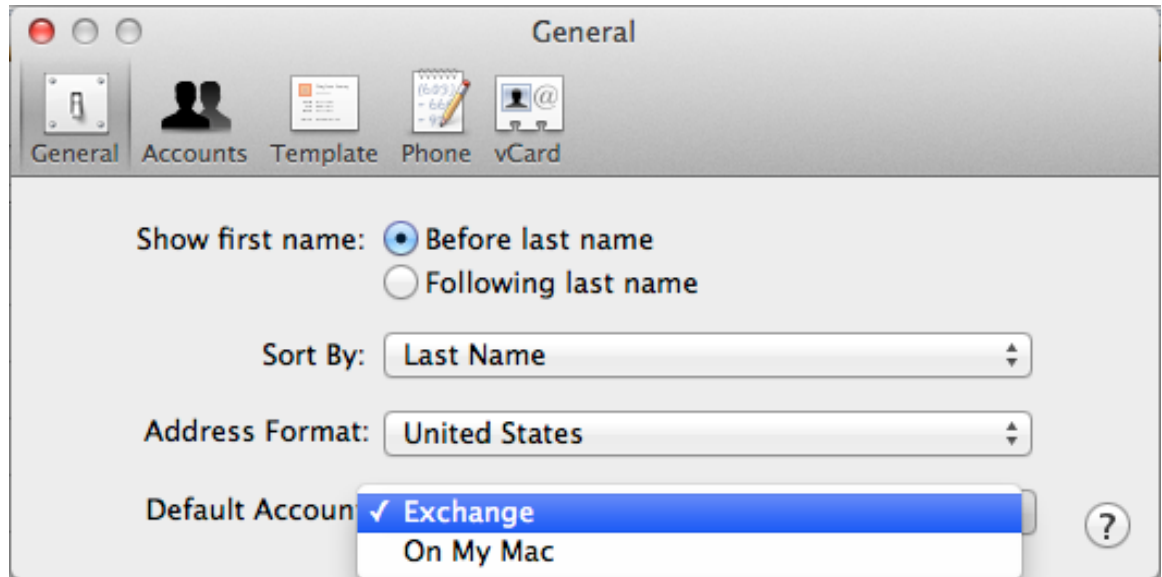 General
General Accounts Template Phone vCard
Show first name: Before last name
Following last name
Sort By: Last Name
Address Format: United States
Default Accoun ✓ Exchange
On My Mac
?